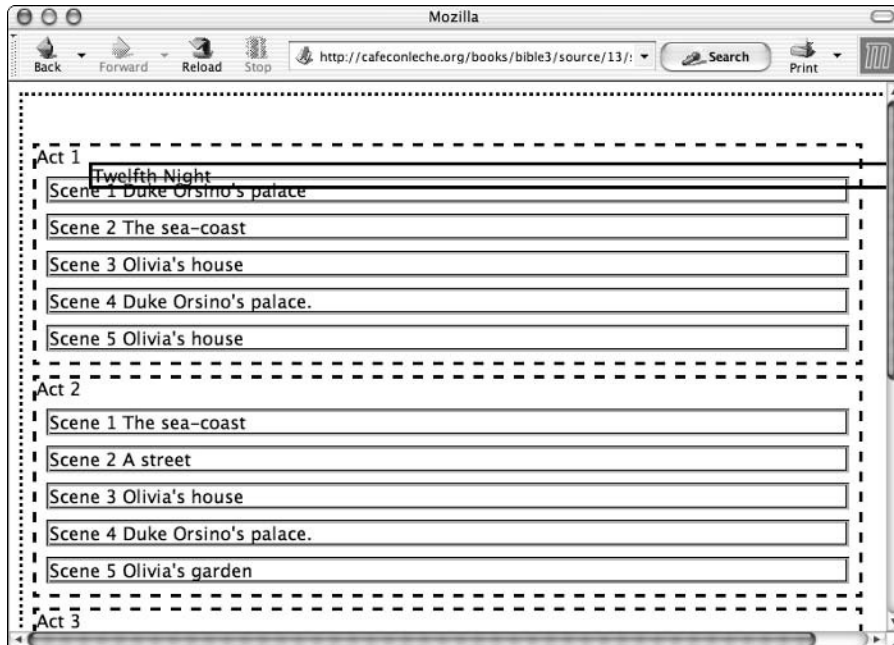 Mozilla
Back Forward Reload Stop http://cafeconleche.org/books/bible3/source/13/ Search Print
Act 1
Twelfth Night
Scene 1 Duke Orsino's palace
Scene 2 The sea-coast
Scene 3 Olivia's house
Scene 4 Duke Orsino's palace.
Scene 5 Olivia's house
Act 2
Scene 1 The sea-coast
Scene 2 A street
Scene 3 Olivia's house
Scene 4 Duke Orsino's palace.
Scene 5 Olivia's garden
Act 3